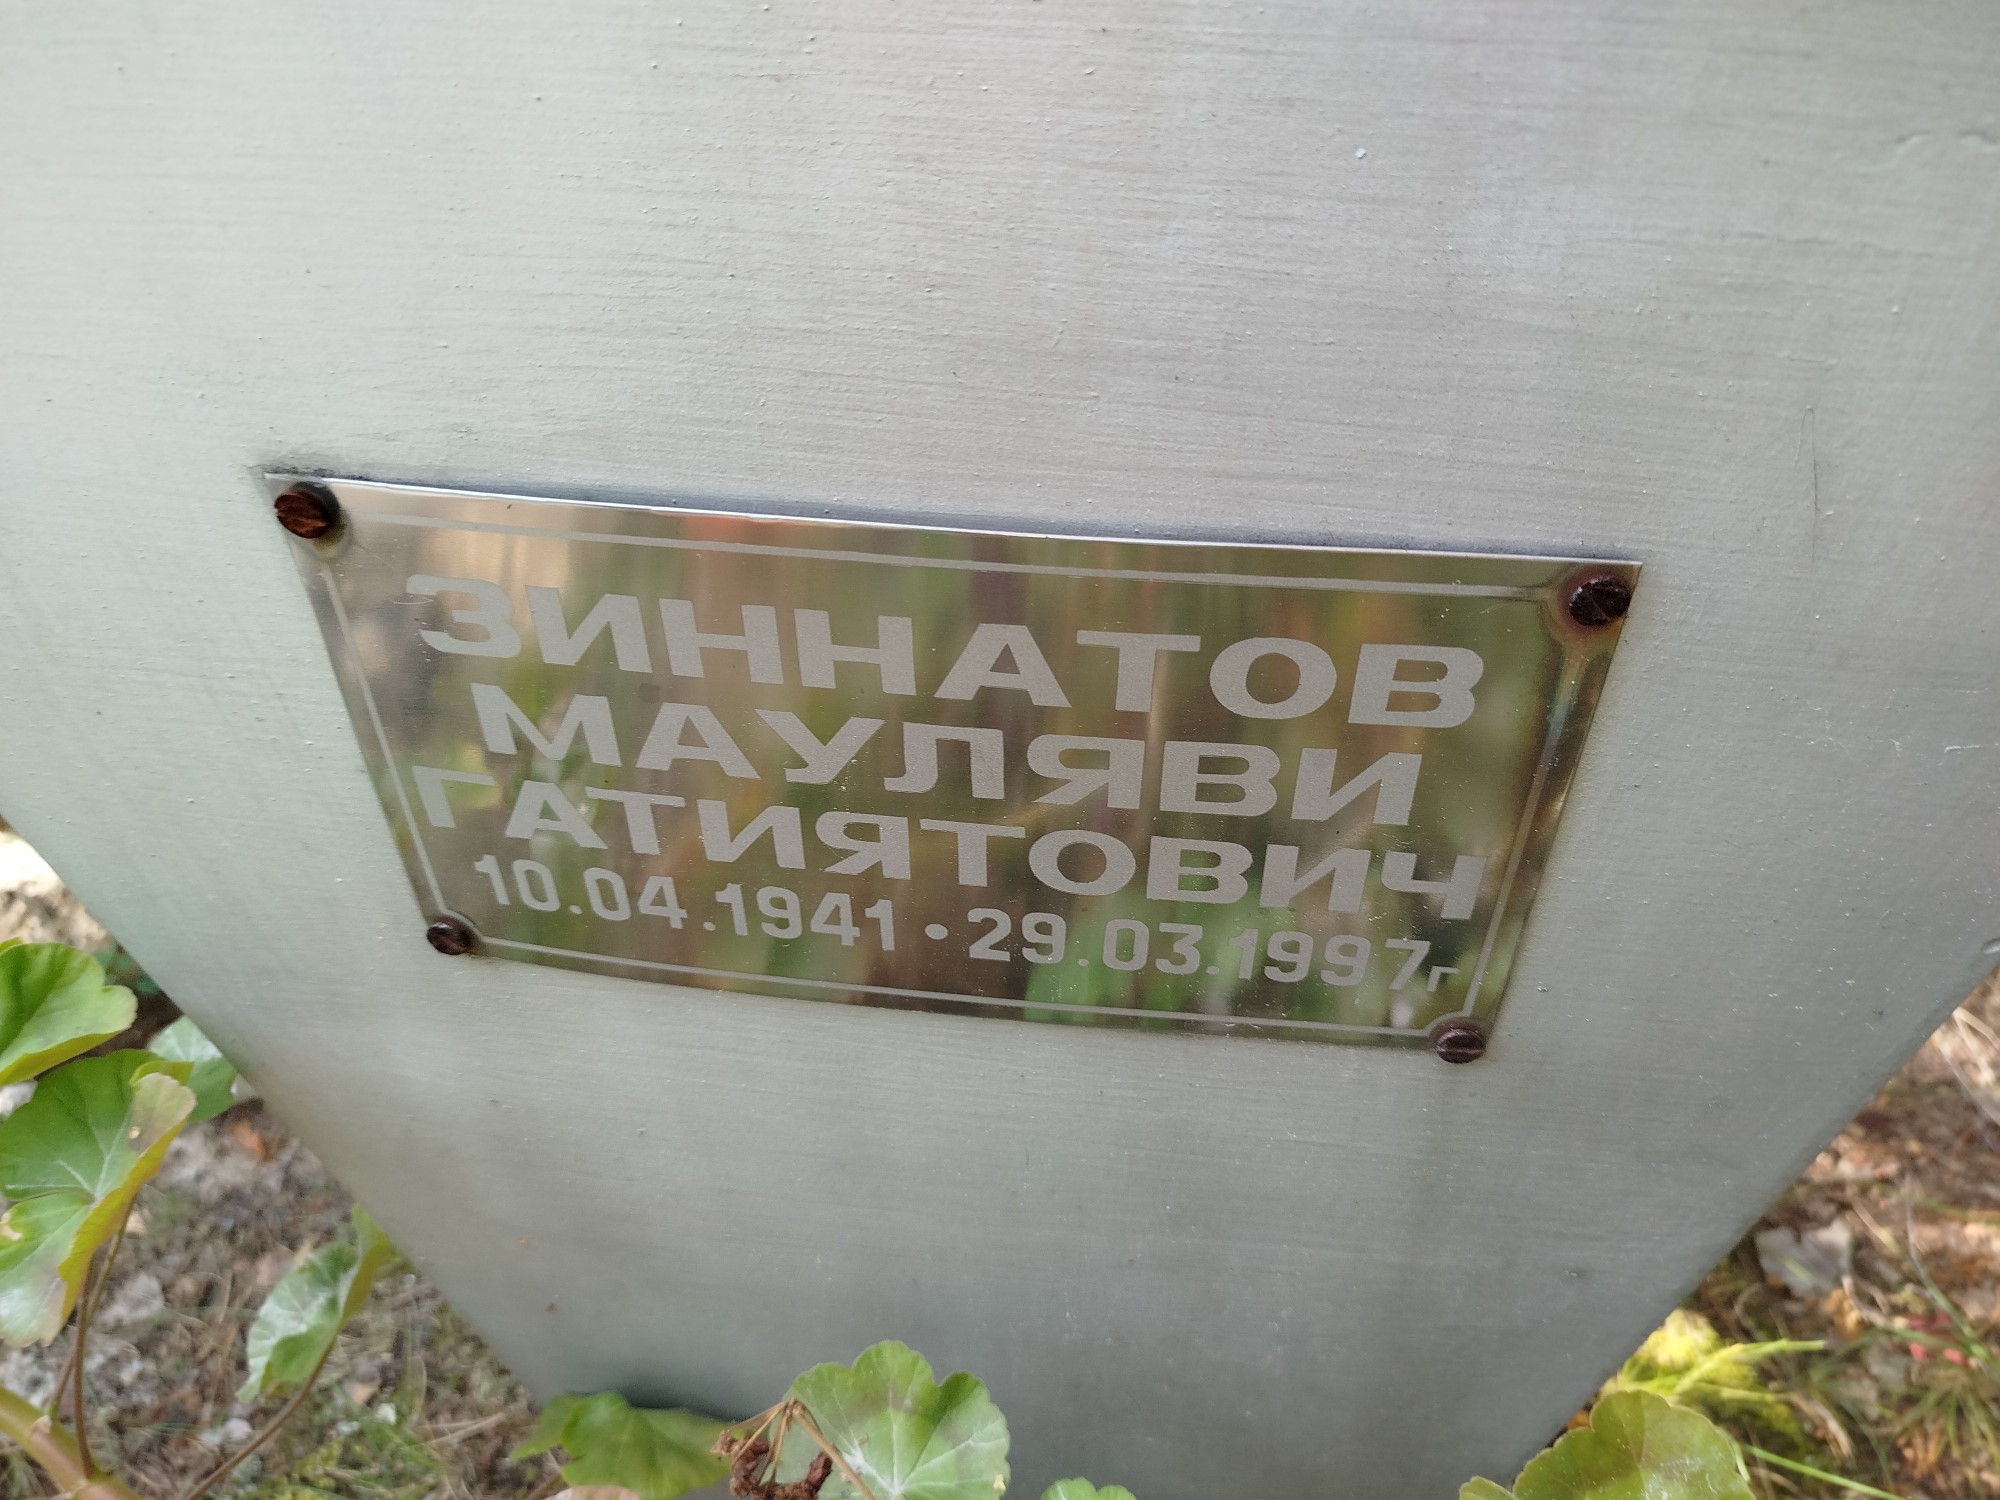 ЗИННАТОВ
МАУЛЯВИ
ГАТИЯТОВИЧ
10.04.1941 • 29.03.1997г